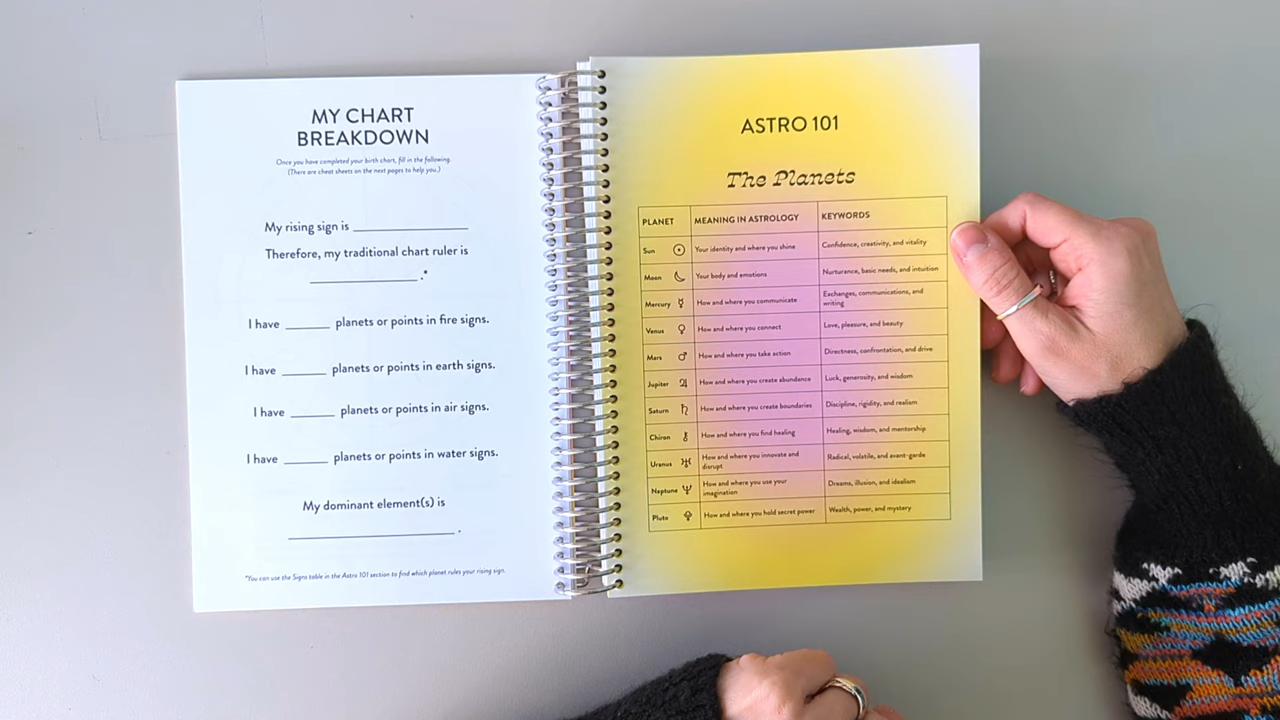 MY CHART
BREAKDOWN
Once you have completed your birth chart, fill in the following.
(There are cheat sheets on the next pages to help you.)
My rising sign is
Therefore, my traditional chart ruler is
.*
I have ______ planets or points in fire signs.
I have ______ planets or points in earth signs.
I have ______ planets or points in air signs.
I have ______ planets or points in water signs.
My dominant element(s) is
.
*You can use the Signs table in the Astro 101 section to find which planet rules your rising sign.
ASTRO 101
The Planets
PLANET MEANING IN ASTROLOGY KEYWORDS
Sun Your identity and where you shine Confidence, creativity, and vitality
Moon Your body and emotions Nurturance, basic needs, and intuition
Mercury How and where you communicate Exchanges, communications, and
writing
Venus How and where you connect Love, pleasure, and beauty
Mars How and where you take action Directness, confrontation, and drive
Jupiter How and where you create abundance Luck, generosity, and wisdom
Saturn How and where you create boundaries Discipline, rigidity, and realism
Chiron How and where you find healing Healing, wisdom, and mentorship
Uranus How and where you innovate and
disrupt Radical, volatile, and avant-garde
Neptune How and where you use your
imagination Dreams, illusion, and idealism
Pluto How and where you hold secret power Wealth, power, and mystery